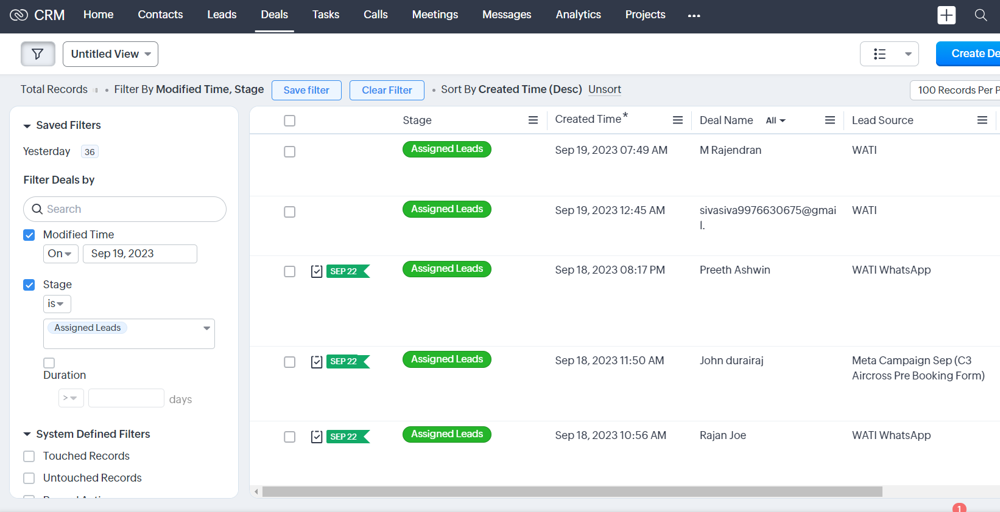 CRM Home Contacts Leads Deals Tasks Calls Meetings Messages Analytics Projects
Untitled View
Create De
Total Records • Filter By Modified Time, Stage Save filter Clear Filter • Sort By Created Time (Desc) Unsort
100 Records Per P
Saved Filters
Yesterday 36
Filter Deals by
Search
Modified Time
On Sep 19, 2023
Stage
is
Assigned Leads
Duration
> days
System Defined Filters
Touched Records
Untouched Records
Stage Created Time* Deal Name All Lead Source
Assigned Leads Sep 19, 2023 07:49 AM M Rajendran WATI
Assigned Leads Sep 19, 2023 12:45 AM sivasiva9976630675@gmai WATI
l.
SEP 22 Assigned Leads Sep 18, 2023 08:17 PM Preeth Ashwin WATI WhatsApp
SEP 22 Assigned Leads Sep 18, 2023 11:50 AM John durairaj Meta Campaign Sep (C3
Aircross Pre Booking Form)
SEP 22 Assigned Leads Sep 18, 2023 10:56 AM Rajan Joe WATI WhatsApp
1